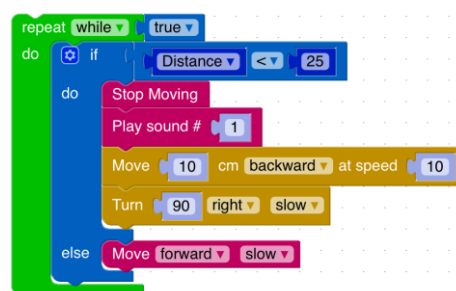 repeat while true
do if Distance < 25
do Stop Moving
Play sound # 1
Move 10 cm backward at speed 10
Turn 90 right slow
else Move forward slow